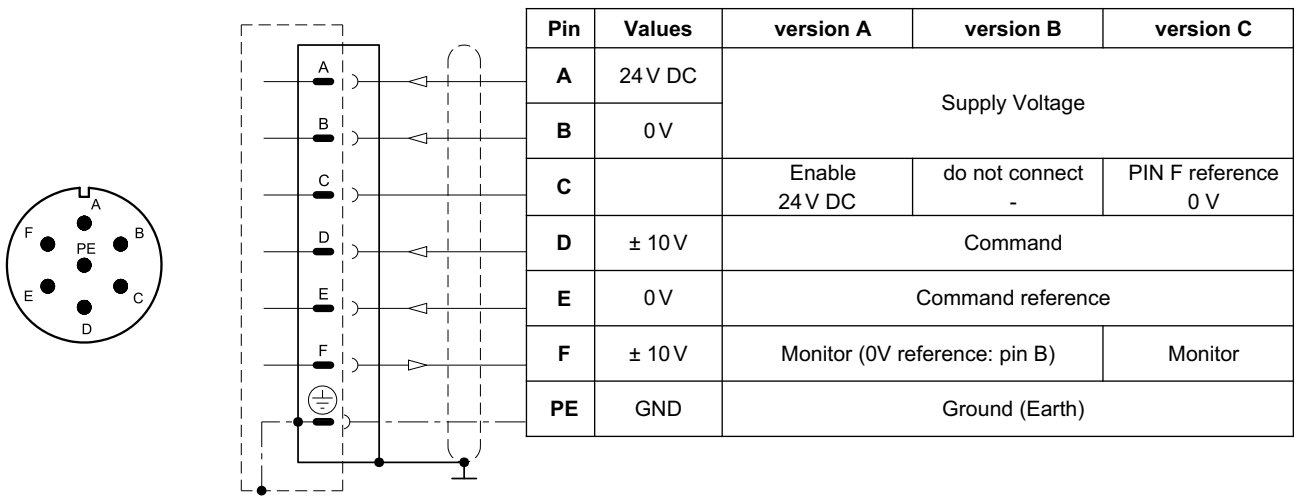 A
F
B
PE
E
C
D
A
B
C
D
E
F
Pin Values version A version B version C
A 24 V DC Supply Voltage
B 0 V
C Enable do not connect PIN F reference
24 V DC - 0 V
D ± 10 V Command
E 0 V Command reference
F ± 10 V Monitor (0V reference: pin B) Monitor
PE GND Ground (Earth)